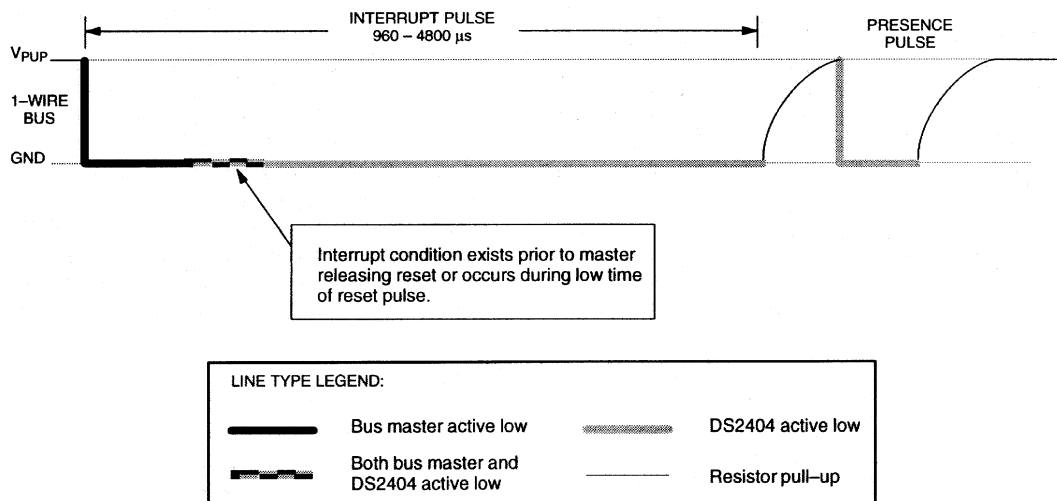 INTERRUPT PULSE
960 – 4800 μs
PRESENCE
PULSE
VPUP
1–WIRE
BUS
GND
Interrupt condition exists prior to master
releasing reset or occurs during low time
of reset pulse.
LINE TYPE LEGEND:
Bus master active low
DS2404 active low
Both bus master and
DS2404 active low
Resistor pull–up